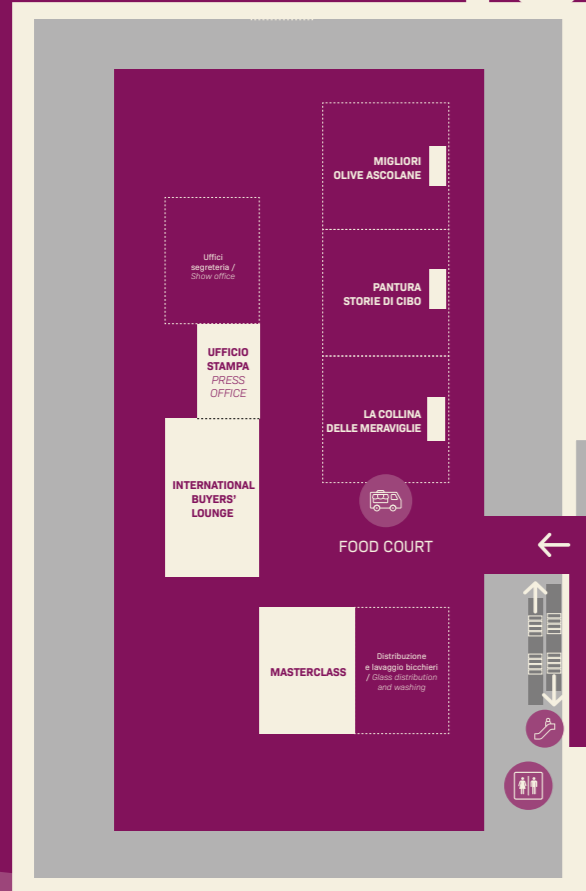 MIGLIORI
OLIVE ASCOLANE
Uffici
segreteria /
Show office
PANTURA
STORIE DI CIBO
UFFICIO
STAMPA
PRESS
OFFICE
LA COLLINA
DELLE MERAVIGLIE
INTERNATIONAL
BUYERS'
LOUNGE
FOOD COURT
MASTERCLASS
Distribuzione
e lavaggio bicchieri
/ Glass distribution
and washing